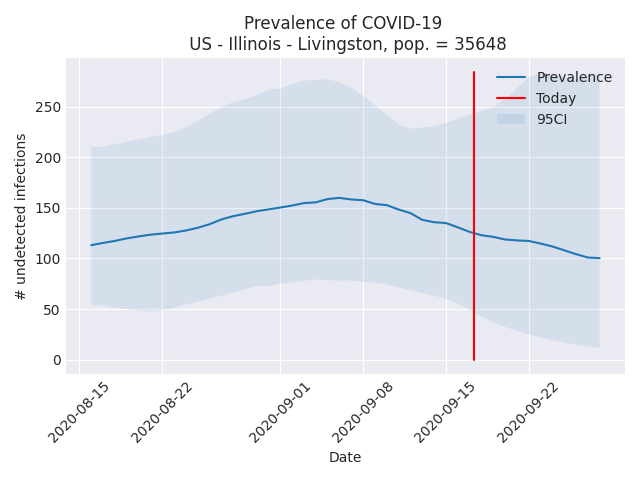 Prevalence of COVID-19
US - Illinois - Livingston, pop. = 35648
Prevalence
Today
95CI
# undetected infections
250
200
150
100
50
0
2020-08-15
2020-08-22
2020-09-01
2020-09-08
2020-09-15
2020-09-22
Date